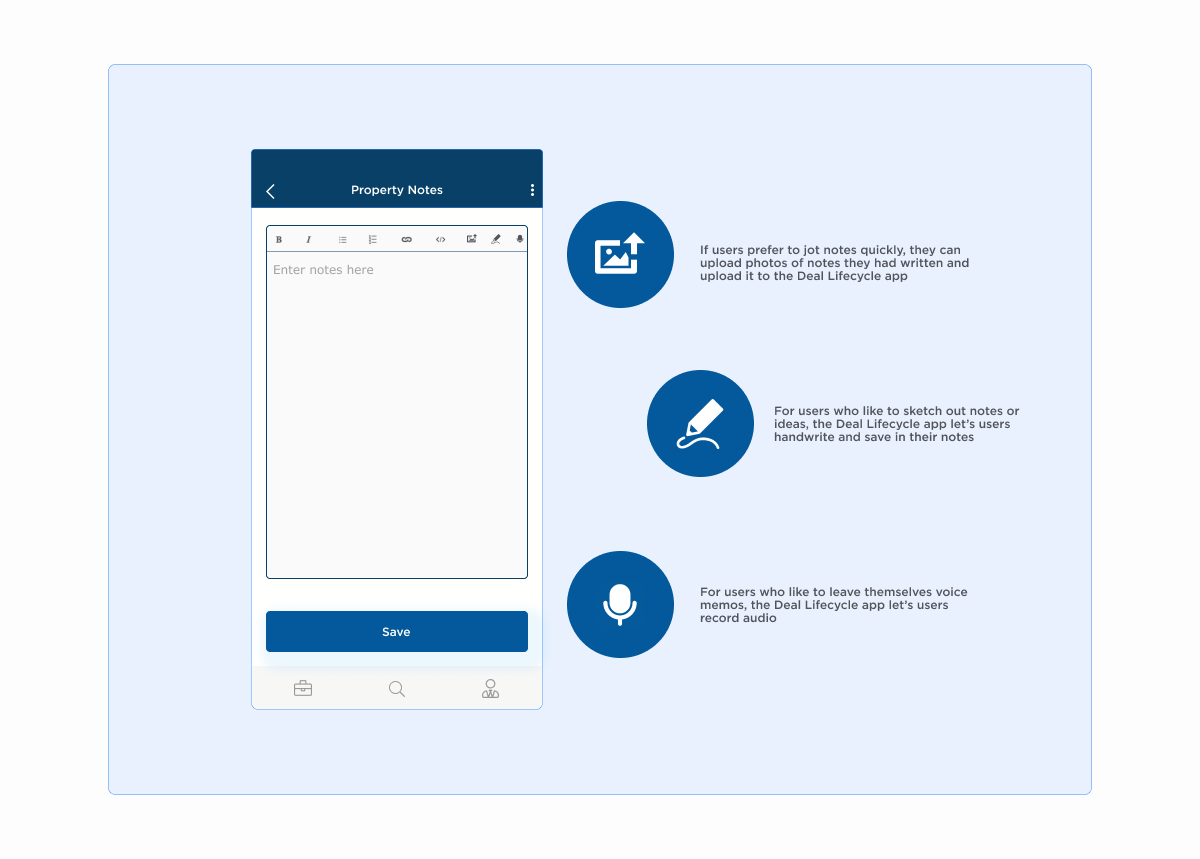 Property Notes
B I
Enter notes here
Save
If users prefer to jot notes quickly, they can
upload photos of notes they had written and
upload it to the Deal Lifecycle app
For users who like to sketch out notes or
ideas, the Deal Lifecycle app let’s users
handwrite and save in their notes
For users who like to leave themselves voice
memos, the Deal Lifecycle app let’s users
record audio